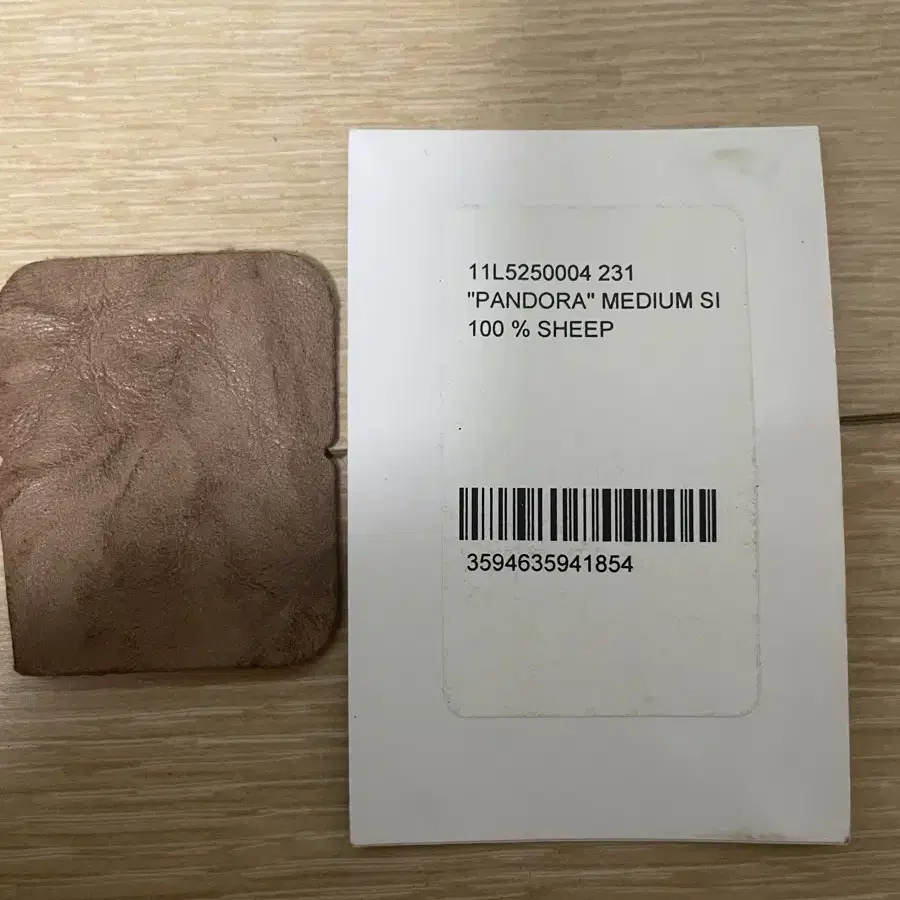 11L5250004 231
"PANDORA" MEDIUM SI
100 % SHEEP
3594635941854